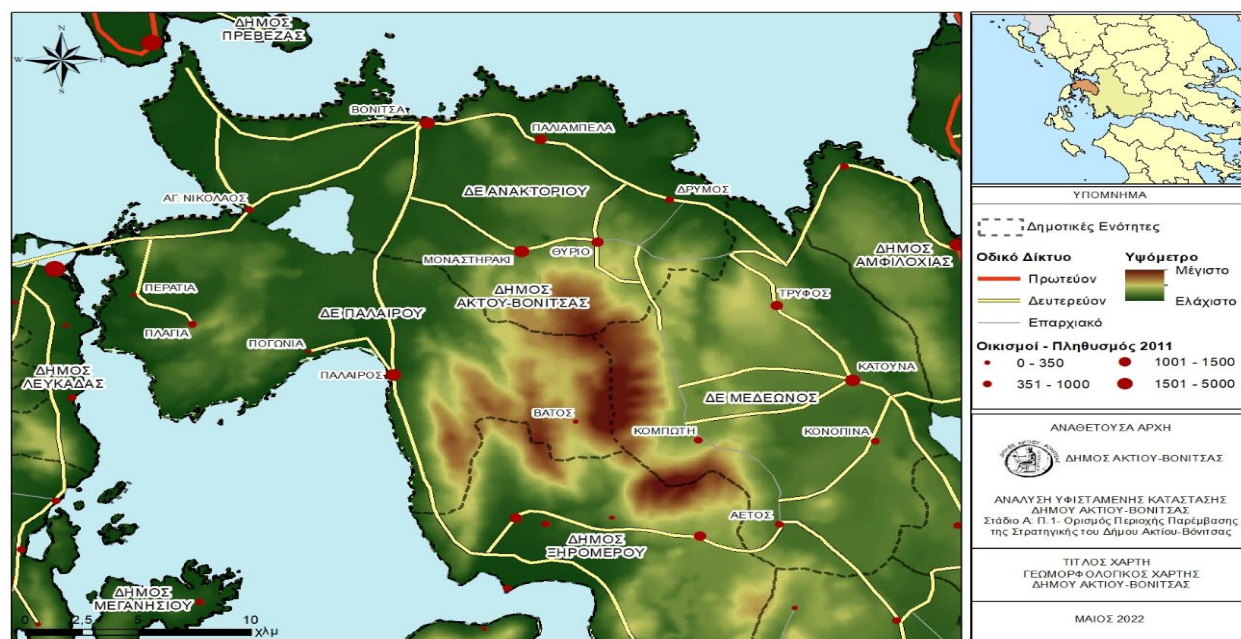 ΔΗΜΟΣ
ΠΡΕΒΕΖΑΣ
N
W
E
S
ΒΟΝΙΤΣΑ
ΠΑΛΙΑΜΠΕΛΑ
ΔΕ ΑΝΑΚΤΟΡΙΟΥ
ΔΡΥΜΟΣ
ΑΓ. ΝΙΚΟΛΑΟΣ
ΜΟΝΑΣΤΗΡΑΚΙ
ΘΥΡΙΟ
ΔΗΜΟΣ
ΑΜΦΙΛΟΧΙΑΣ
ΠΕΡΑΤΙΑ
ΔΗΜΟΣ
ΑΚΤΟΥ-ΒΟΝΙΤΣΑΣ
ΤΡΥΦΟΣ
ΔΕ ΠΑΛΑΙΡΟΥ
ΠΛΑΓΙΑ
ΠΟΓΩΝΙΑ
ΠΑΛΑΙΡΟΣ
ΚΑΤΟΥΝΑ
ΔΗΜΟΣ
ΛΕΥΚΑΔΑΣ
ΔΕ ΜΕΔΕΩΝΟΣ
ΒΑΤΟΣ
ΚΟΜΠΩΤΗ
ΚΟΝΟΠΙΝΑ
ΑΕΤΟΣ
ΔΗΜΟΣ
ΞΗΡΟΜΕΡΟΥ
ΔΗΜΟΣ
ΜΕΓΑΝΗΣΙΟΥ
0 2,5 5 10
χλμ
ΥΠΟΜΝΗΜΑ
Δημοτικές Ενότητες
Οδικό Δίκτυο
Πρωτεύον
Δευτερεύον
Επαρχιακό
Υψόμετρο
Μέγιστο
Ελάχιστο
Οικισμοί - Πληθυσμός 2011
0 - 350
1001 - 1500
351 - 1000
1501 - 5000
ΑΝΑΘΕΤΟΥΣΑ ΑΡΧΗ
ΔΗΜΟΣ ΑΚΤΙΟΥ-ΒΟΝΙΤΣΑΣ
ΑΝΑΛΥΣΗ ΥΦΙΣΤΑΜΕΝΗΣ ΚΑΤΑΣΤΑΣΗΣ
ΔΗΜΟΥ ΑΚΤΙΟΥ-ΒΟΝΙΤΣΑΣ
Στάδιο Α: Π.1- Ορισμός Περιοχής Παρέμβασης
της Στρατηγικής του Δήμου Ακτίου-Βόνιτσας
ΤΙΤΛΟΣ ΧΑΡΤΗ
ΓΕΩΜΟΡΦΟΛΟΓΙΚΟΣ ΧΑΡΤΗΣ
ΔΗΜΟΥ ΑΚΤΙΟΥ-ΒΟΝΙΤΣΑΣ
ΜΑΙΟΣ 2022